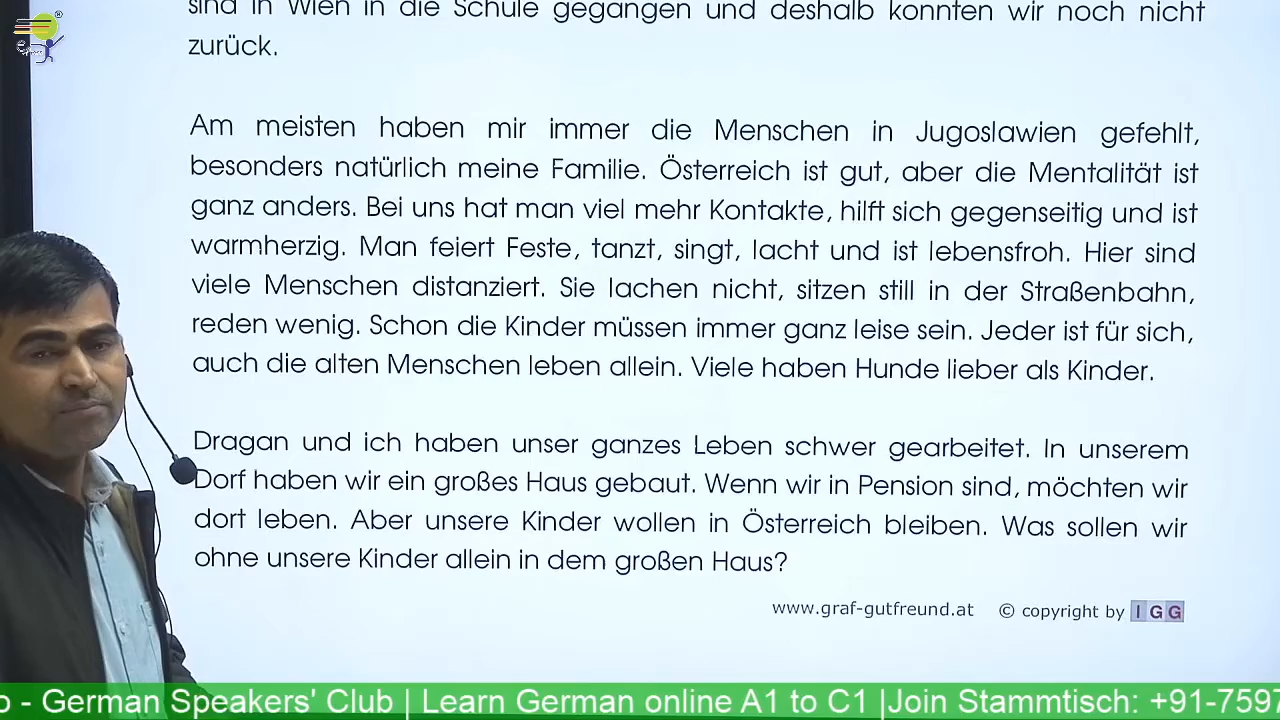 sind in Wien in die Schule gegangen und deshalb konnten wir noch nicht
zurück.
Am meisten haben mir immer die Menschen in Jugoslawien gefehlt,
besonders natürlich meine Familie. Österreich ist gut, aber die Mentalität ist
ganz anders. Bei uns hat man viel mehr Kontakte, hilft sich gegenseitig und ist
warmherzig. Man feiert Feste, tanzt, singt, lacht und ist lebensfroh. Hier sind
viele Menschen distanziert. Sie lachen nicht, sitzen still in der Straßenbahn,
reden wenig. Schon die Kinder müssen immer ganz leise sein. Jeder ist für sich,
auch die alten Menschen leben allein. Viele haben Hunde lieber als Kinder.
Dragan und ich haben unser ganzes Leben schwer gearbeitet. In unserem
Dorf haben wir ein großes Haus gebaut. Wenn wir in Pension sind, möchten wir
dort leben. Aber unsere Kinder wollen in Österreich bleiben. Was sollen wir
ohne unsere Kinder allein in dem großen Haus?
www.graf-gutfreund.at © copyright by IGG
o - German Speakers' Club | Learn German online A1 to C1 |Join Stammtisch: +91-7597